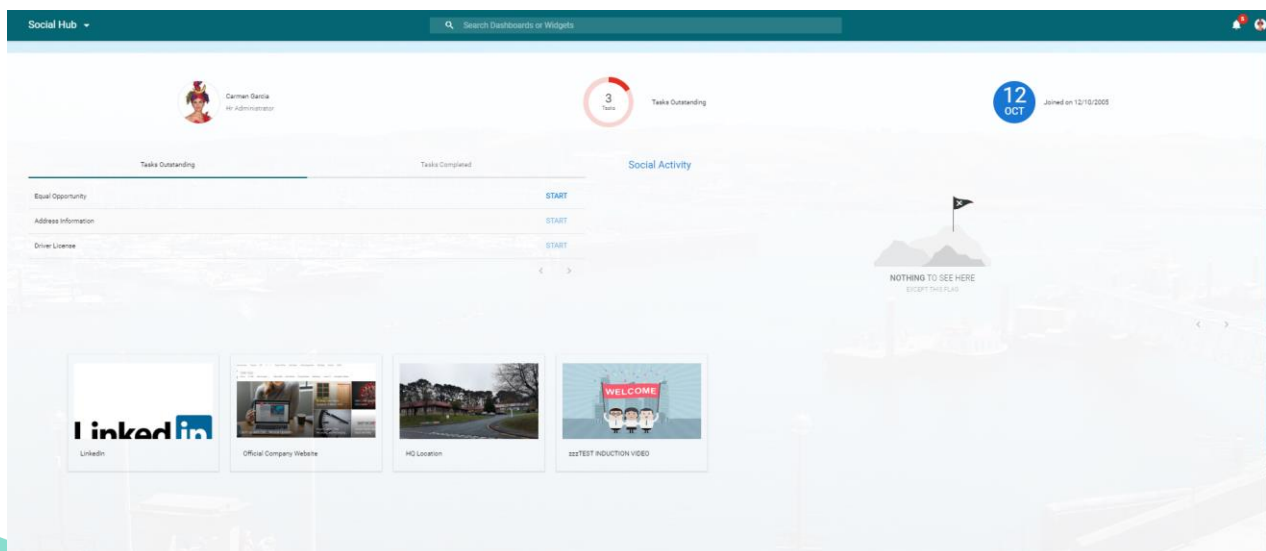 Social Hub
Search Dashboards or Widgets
Carmen Garcia
Hr Administrator
3
Tasks
Tasks Outstanding
12
OCT
Joined on 12/10/2005
Tasks Outstanding
Tasks Completed
Social Activity
Equal Opportunity
START
Address Information
START
Driver License
START
NOTHING TO SEE HERE
EXCEPT THIS FLAG
Linked in
WELCOME
LinkedIn
Official Company Website
HQ Location
zzzTEST INDUCTION VIDEO